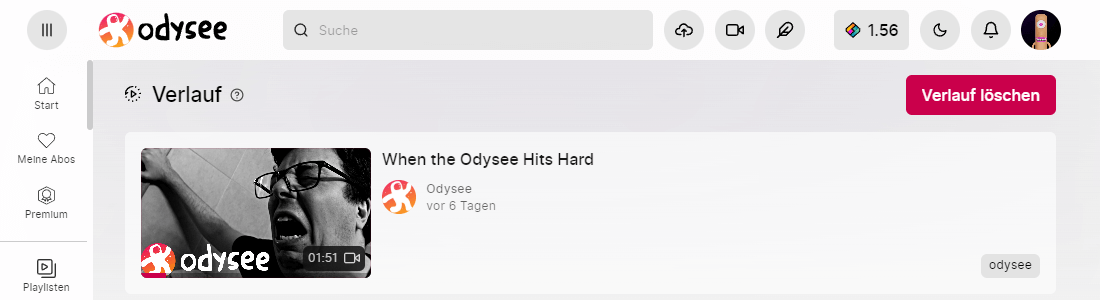 odysee
Suche
1.56
Start
Meine Abos
Premium
Playlisten
Verlauf
Verlauf löschen
When the Odysee Hits Hard
Odysee
vor 6 Tagen
odysee
01:51
odysee